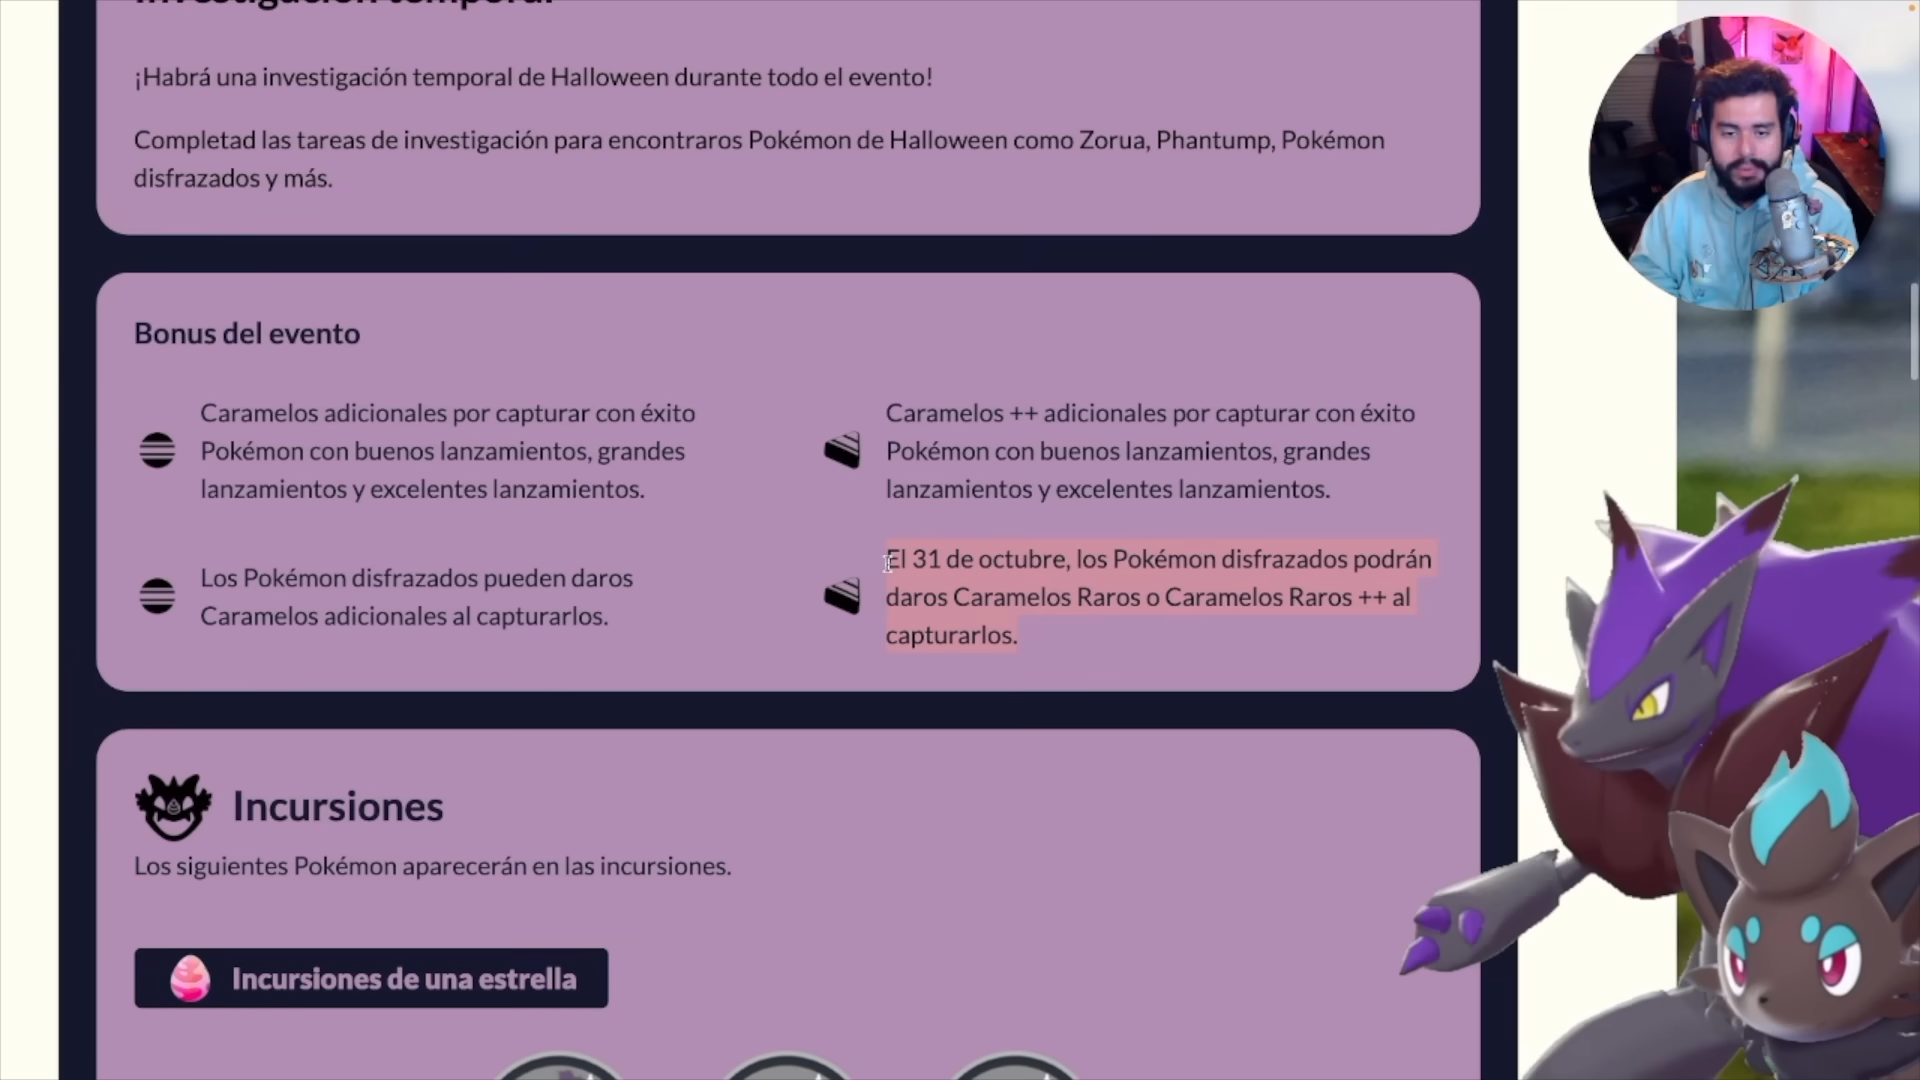 Investigación temporal
¡Habrá una investigación temporal de Halloween durante todo el evento!
Completad las tareas de investigación para encontraros Pokémon de Halloween como Zorua, Phantump, Pokémon
disfrazados y más.
Bonus del evento
Caramelos adicionales por capturar con éxito
Pokémon con buenos lanzamientos, grandes
lanzamientos y excelentes lanzamientos.
Caramelos ++ adicionales por capturar con éxito
Pokémon con buenos lanzamientos, grandes
lanzamientos y excelentes lanzamientos.
Los Pokémon disfrazados pueden daros
Caramelos adicionales al capturarlos.
El 31 de octubre, los Pokémon disfrazados podrán
daros Caramelos Raros o Caramelos Raros ++ al
capturarlos.
Incursiones
Los siguientes Pokémon aparecerán en las incursiones.
Incursiones de una estrella